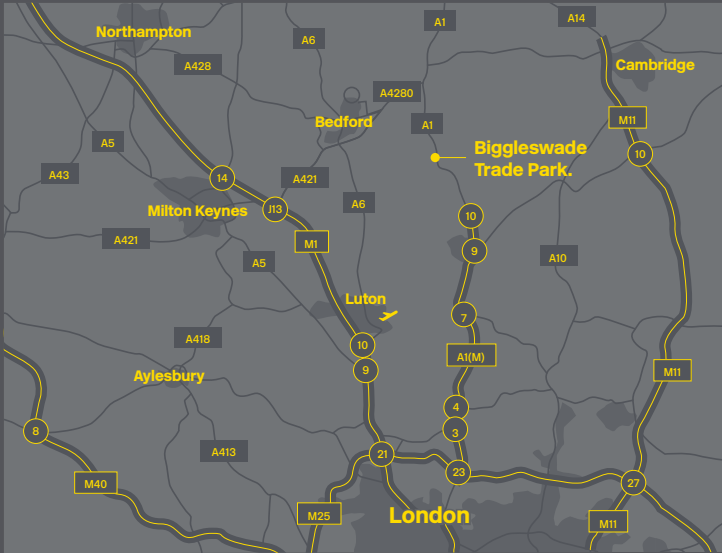 A14
A6
A1
Northampton
A428
Cambridge
A4280
M11
Bedford
A1
A5
Biggleswade
Trade Park.
10
A43
14
A421
J13
A6
Milton Keynes
10
A421
M1
9
A5
A10
Luton
7
A418
10
A1(M)
9
M11
Aylesbury
4
8
3
A413
21
23
M40
27
M25
London
M11